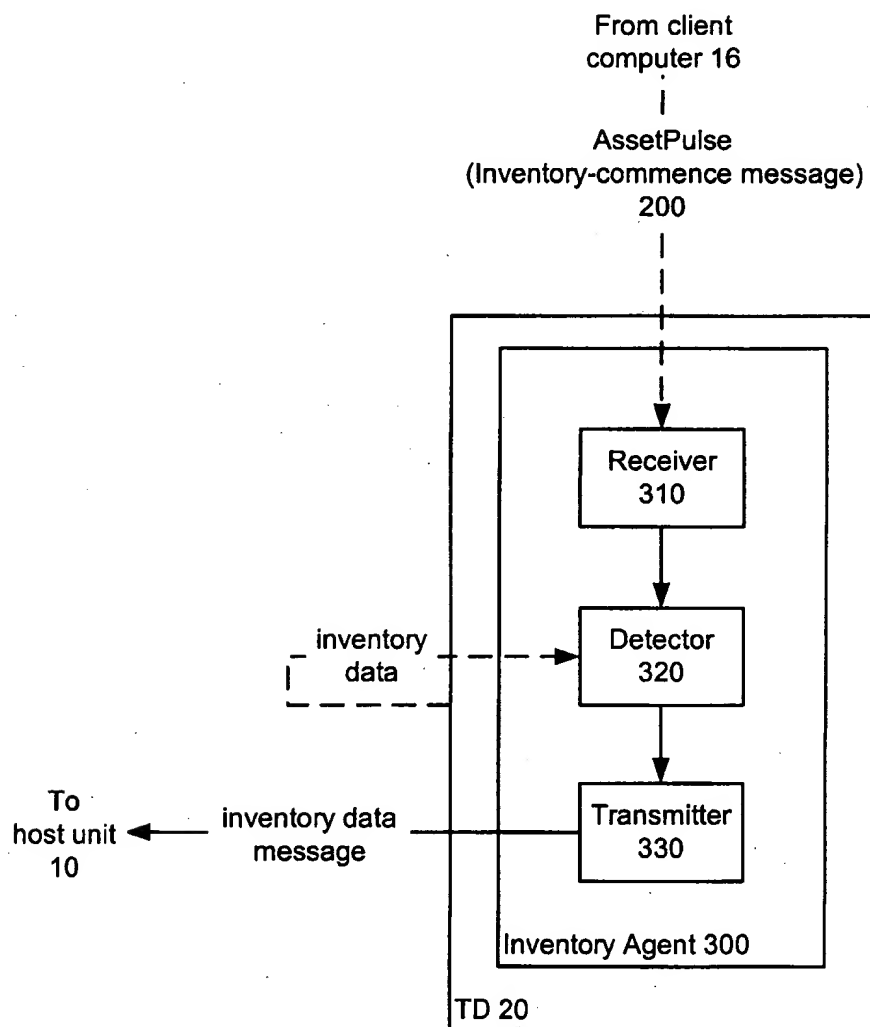 From client
computer 16
AssetPulse
(Inventory-commence message)
200
Receiver
310
inventory
data
Detector
320
To
host unit
10
inventory data
message
Transmitter
330
Inventory Agent 300
TD 20